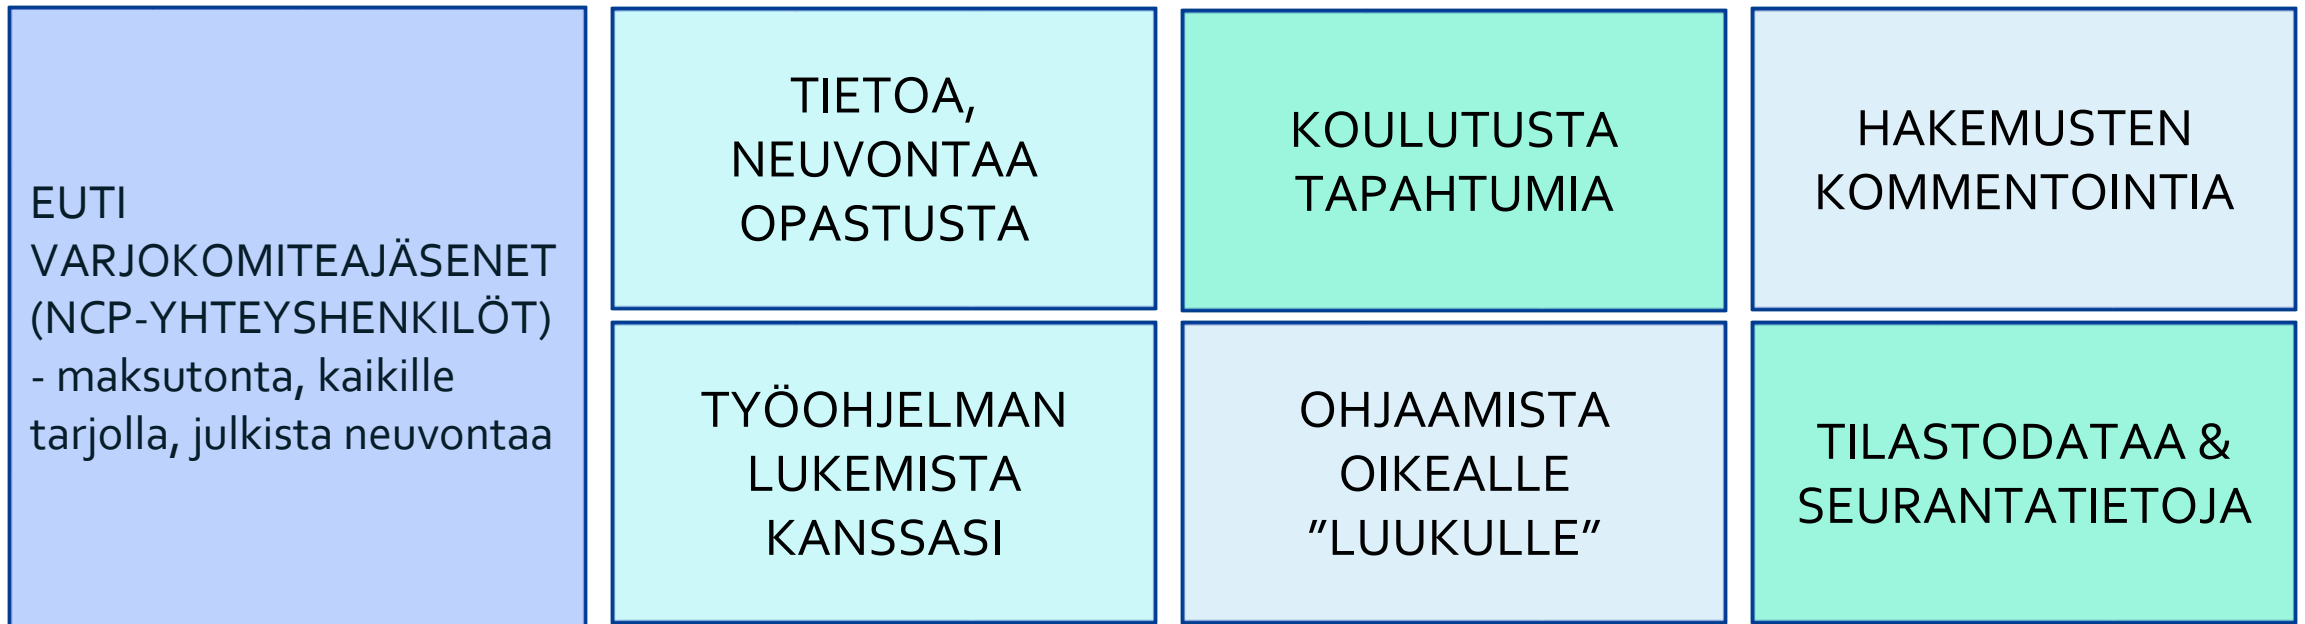 EUTI
VARJOKOMITEAJÄSENET
(NCP-YHTEYSHENKILÖT)
- maksutonta, kaikille
tarjolla, julkista neuvontaa
TIETOA,
NEUVONTAA
OPASTUSTA
KOULUTUSTA
TAPAHTUMIA
HAKEMUSTEN
KOMMENTOINTIA
TYÖOHJELMAN
LUKEMISTA
KANSSASI
OHJAAMISTA
OIKEALLE
”LUUKULLE”
TILASTODATAA &
SEURANTATIETOJA